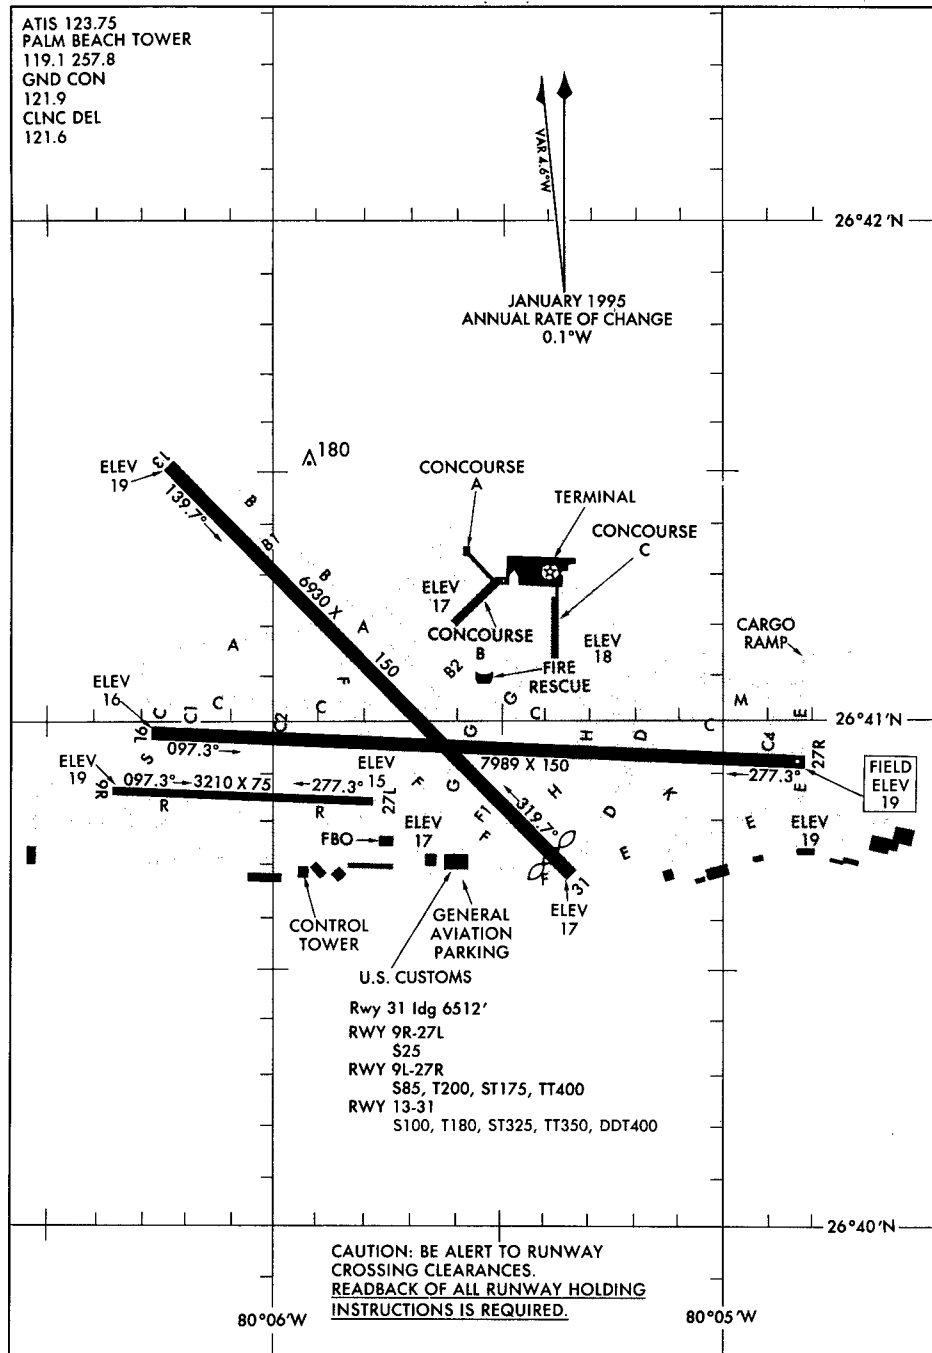 ATIS 123.75
PALM BEACH TOWER
119.1 257.8
GND CON
121.9
CLNC DEL
121.6
VAR 4.6°W
26°42'N
JANUARY 1995
ANNUAL RATE OF CHANGE
0.1°W
180
13
ELEV
19
139.7°
B
B1
B
6930 X
150
A
A
F
CONCOURSE
A
TERMINAL
CONCOURSE
C
ELEV
17
CONCOURSE
B
B2
FIRE
RESCUE
ELEV
18
CARGO
RAMP
ELEV
16
C
C1
C
C2
C
G
G
C
H
D
C
M
E
C4
26°41'N
9L
097.3°
7989 X 150
277.3°
27R
FIELD
ELEV
19
S
ELEV
19
9R
097.3°
3210 X 75
277.3°
ELEV
15
27L
R
R
F
G
F1
F
319.7°
H
D
K
E
E
E
F
31
ELEV
17
ELEV
17
ELEV
19
FBO
CONTROL
TOWER
GENERAL
AVIATION
PARKING
U.S. CUSTOMS
Rwy 31 ldg 6512'
RWY 9R-27L
S25
RWY 9L-27R
S85, T200, ST175, TT400
RWY 13-31
S100, T180, ST325, TT350, DDT400
26°40'N
CAUTION: BE ALERT TO RUNWAY
CROSSING CLEARANCES.
READBACK OF ALL RUNWAY HOLDING
INSTRUCTIONS IS REQUIRED.
80°06'W
80°05'W